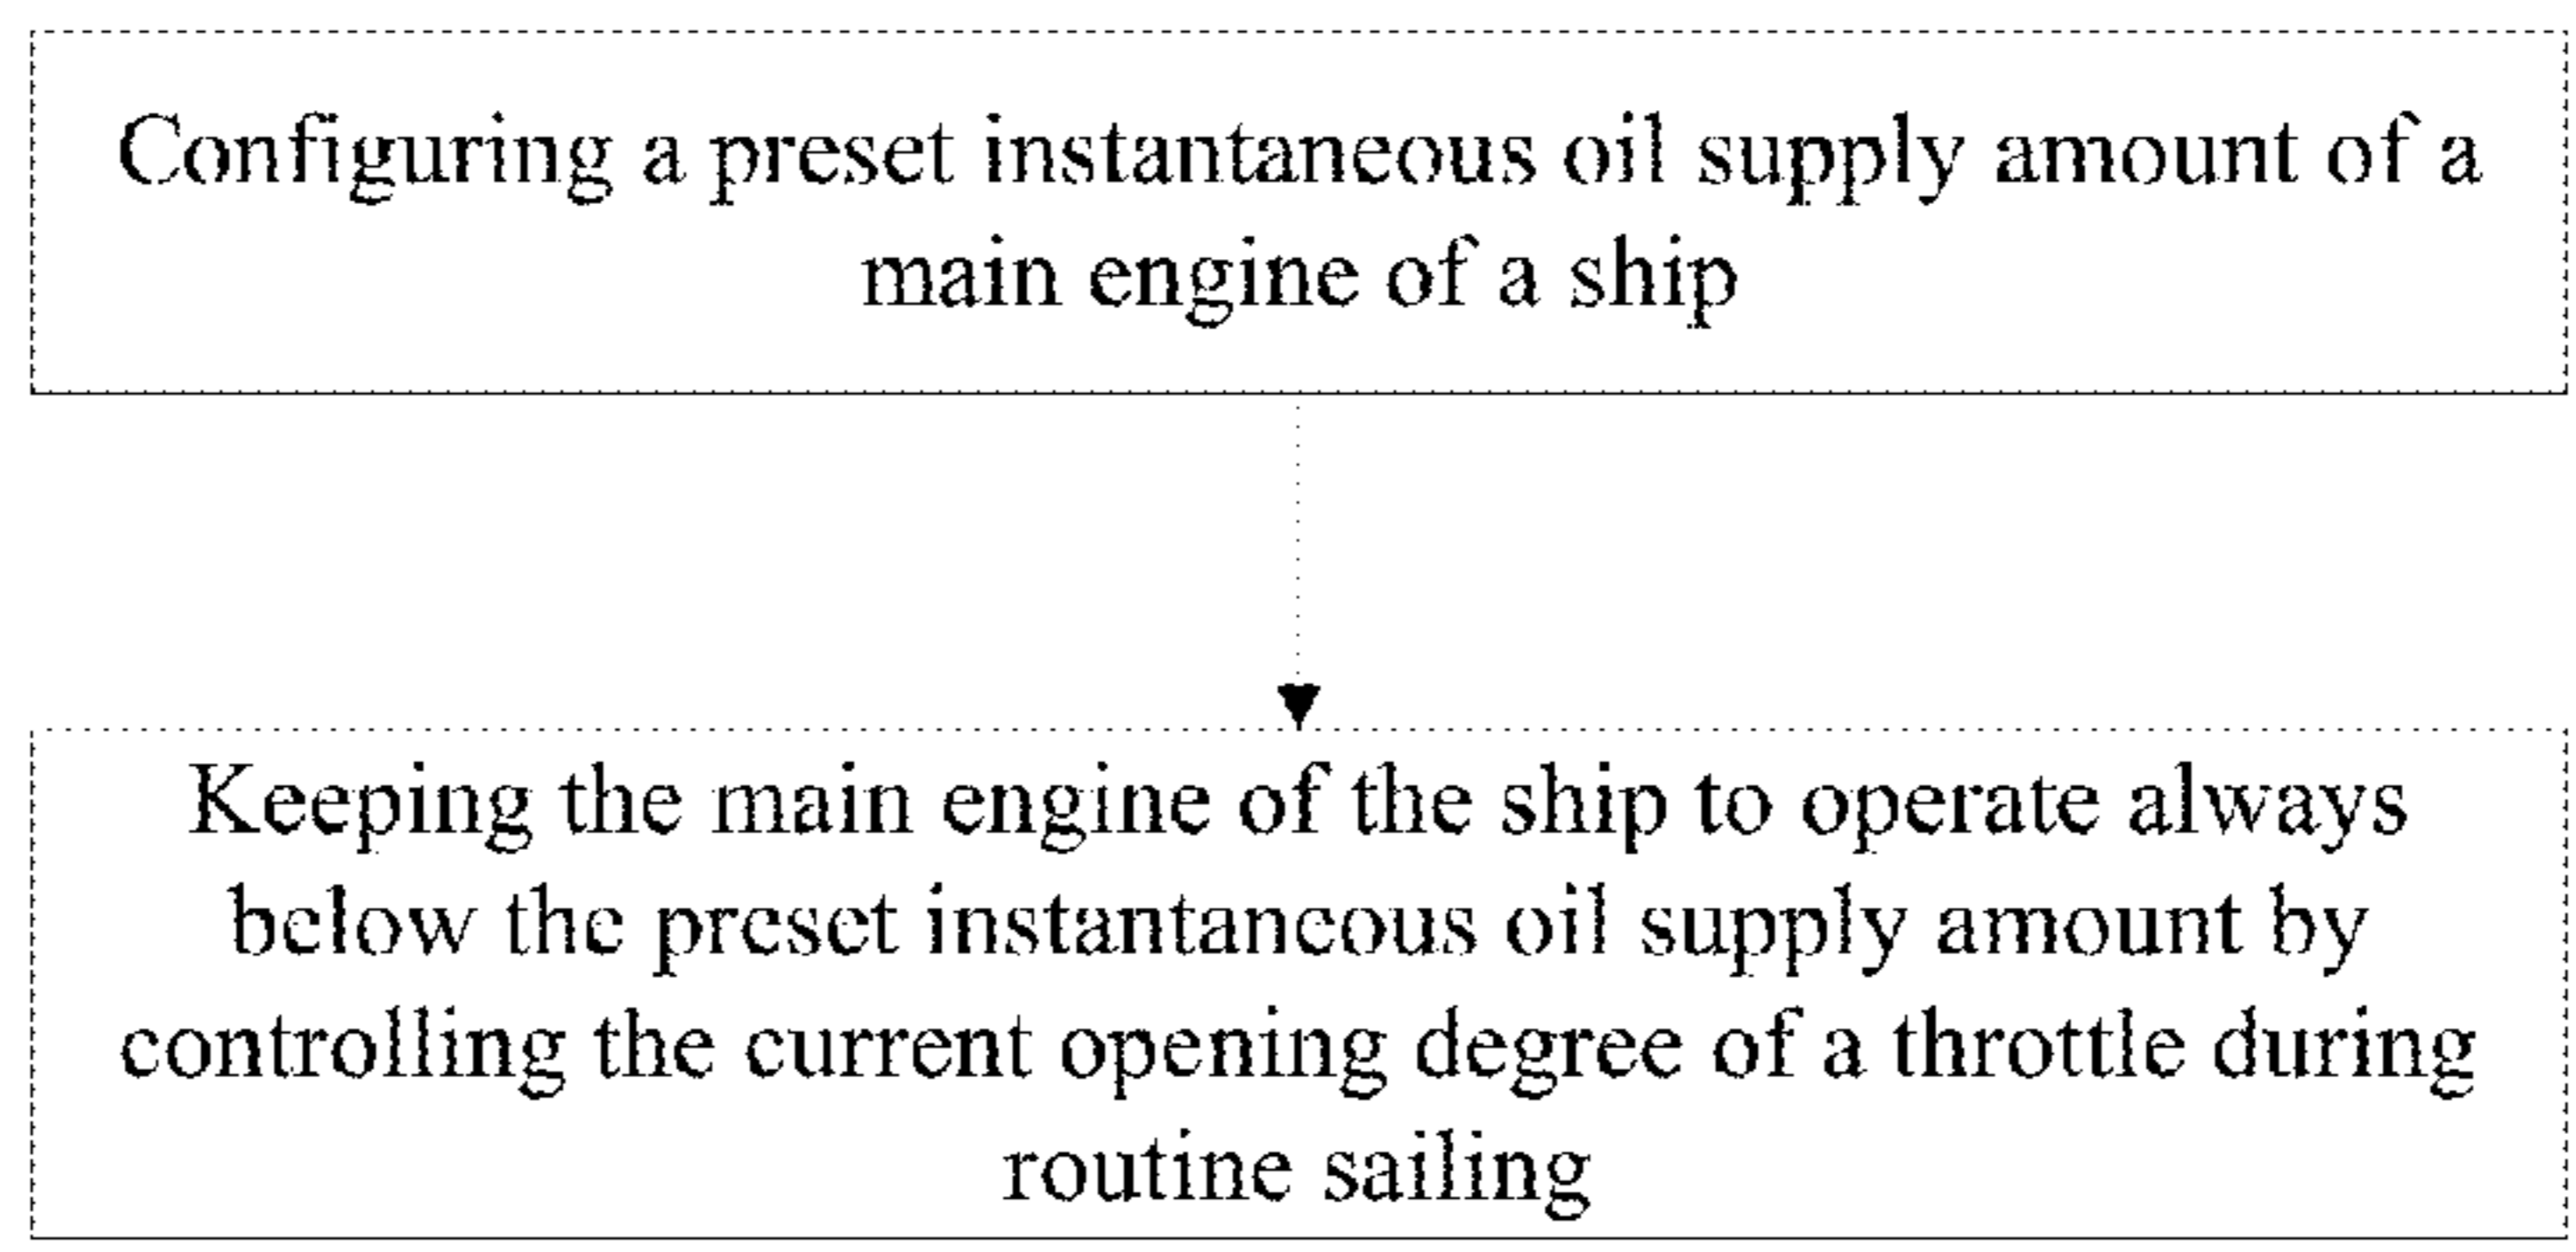 Configuring a preset instantaneous oil supply amount of a
main engine of a ship
Keeping the main engine of the ship to operate always
below the preset instantaneous oil supply amount by
controlling the current opening degree of a throttle during
routine sailing